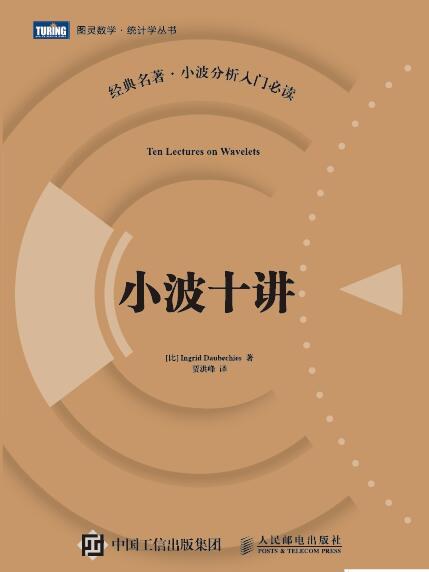 TURING 图灵数学·统计学丛书
经典名著·小波分析入门必读
Ten Lectures on Wavelets
小波十讲
[比] Ingrid Daubechies 著
贾洪峰 译
中国工信出版集团
人民邮电出版社
POSTS & TELECOM PRESS